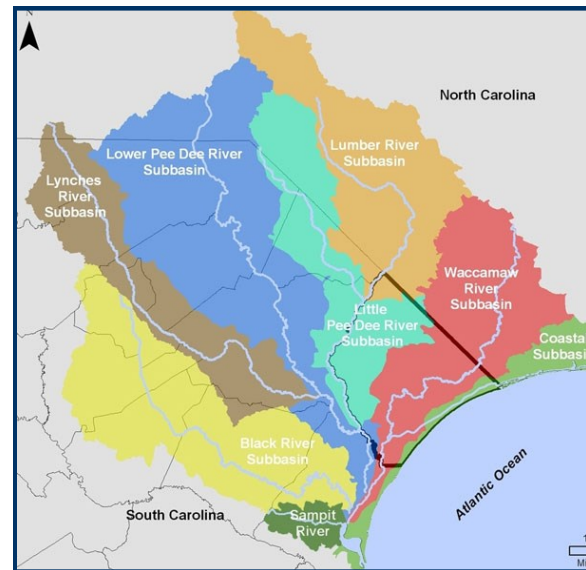 North Carolina
Lumber River
Subbasin
Lower Pee Dee River
Subbasin
Lynches
River
Subbasin
Waccamaw
River
Subbasin
Little
Pee Dee River
Subbasin
Coastal
Subbasin
Black River
Subbasin
Atlantic Ocean
South Carolina
Sampit
River